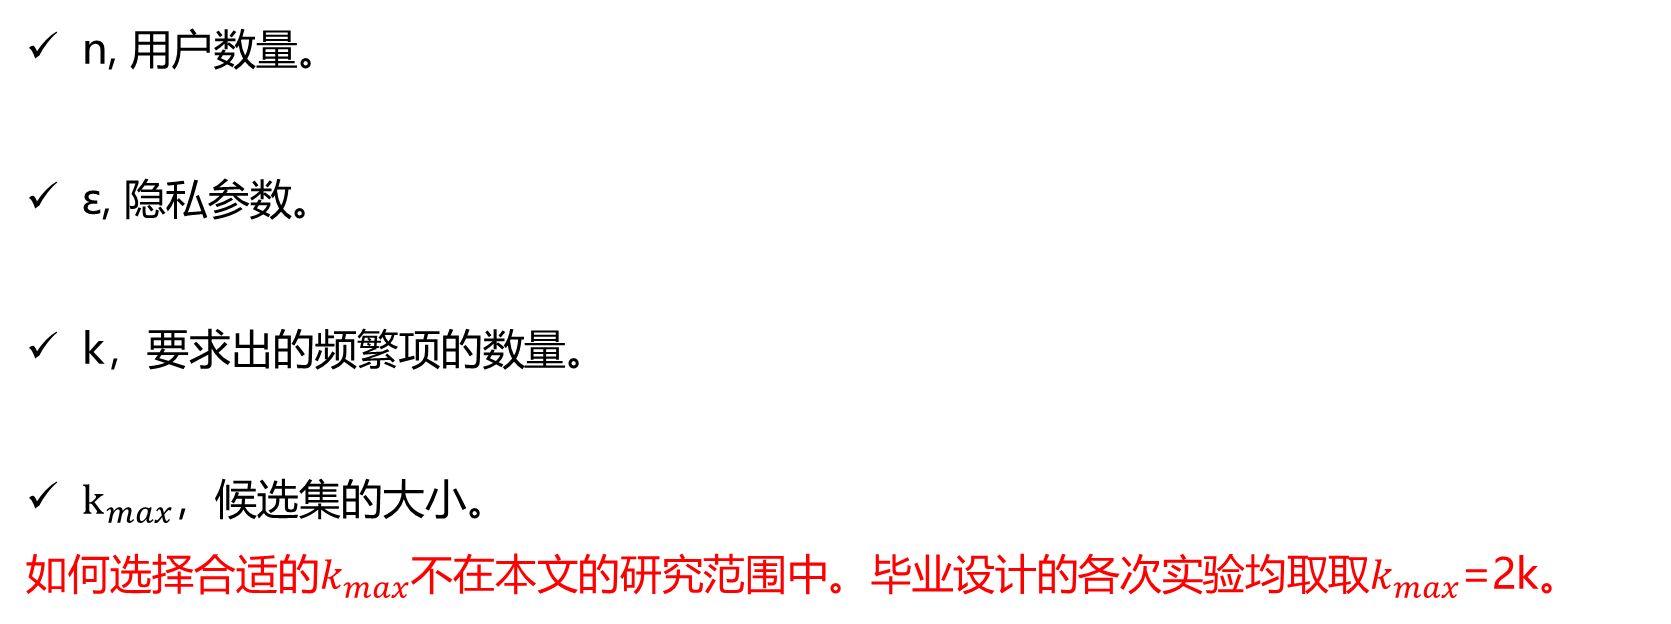 ✓ n, 用户数量。
✓ ε, 隐私参数。
✓ k，要求出的频繁项的数量。
✓ k_max，候选集的大小。
如何选择合适的k_max不在本文的研究范围中。毕业设计的各次实验均取取k_max=2k。